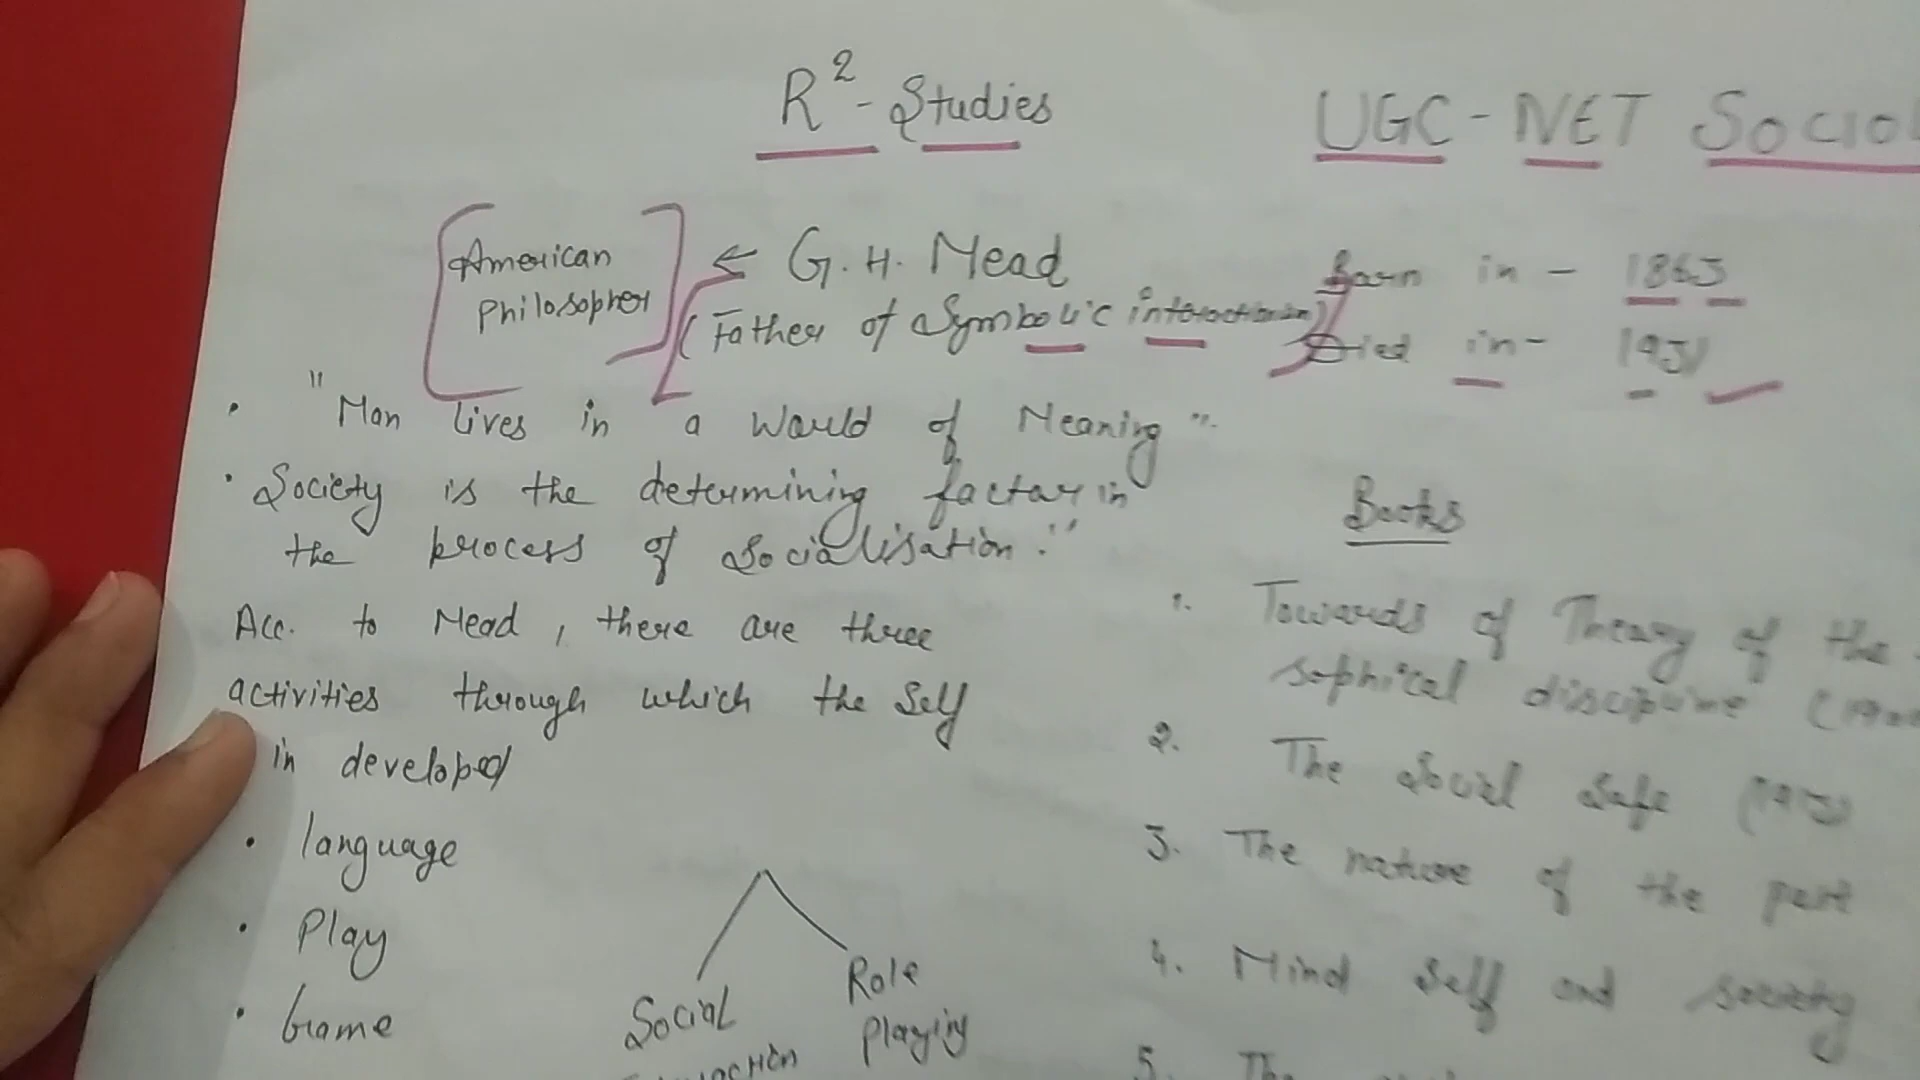 R²-Studies
UGC-NET Sociol
American
Philosopher
← G.H. Mead
(Father of Symbolic interactionism)
Born in - 1863
Died in - 1931
"Man lives in a World of Meaning".
Society is the determining factor in
the process of Socialisation."
Acc. to Mead, there are three
activities through which the Self
in developed
• language
• Play
• Game
Social
Role
Playing
Books
1. Towards of Theory of the
sophical discipline
2. The Social
3. The nature of the past
4. Mind Self and society
5. The